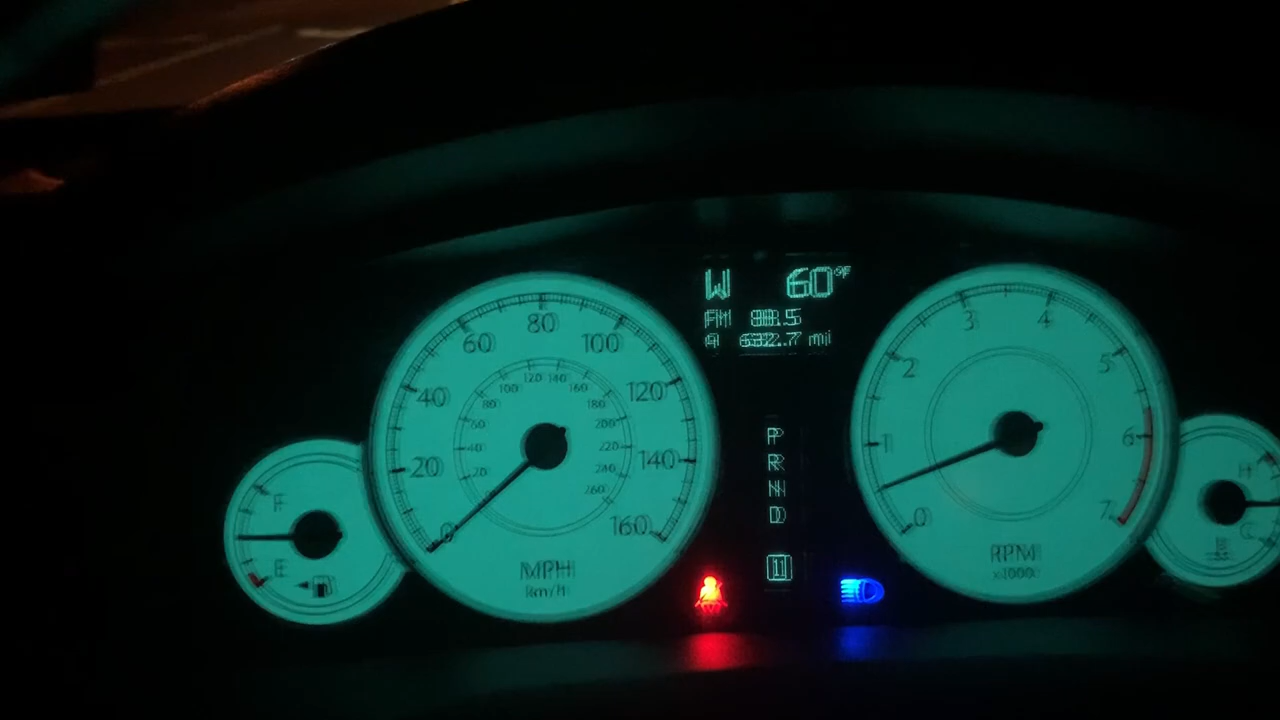 W 60°F
FM 88.5
A 632.7 mi
0 20 40 60 80 100 120 140 160
20 40 60 80 100 120 140 160 180 200 220 240 260
MPH
km/h
F
E
P
R
N
D
1
0 1 2 3 4 5 6 7
RPM
x1000
H
C